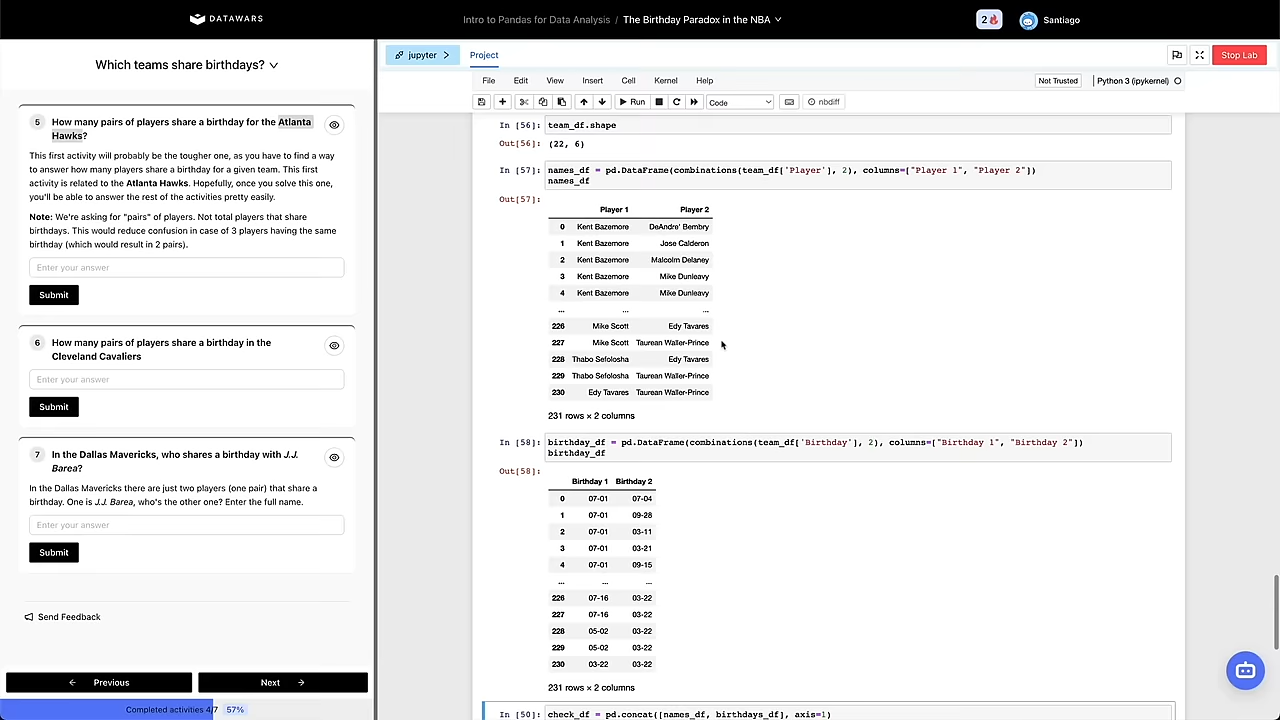 DATAWARS
Intro to Pandas for Data Analysis / The Birthday Paradox in the NBA
2
Santiago
Which teams share birthdays?
5 How many pairs of players share a birthday for the Atlanta
Hawks?
This first activity will probably be the tougher one, as you have to find a way
to answer how many players share a birthday for a given team. This first
activity is related to the Atlanta Hawks. Hopefully, once you solve this one,
you'll be able to answer the rest of the activities pretty easily.
Note: We're asking for "pairs" of players. Not total players that share
birthdays. This would reduce confusion in case of 3 players having the same
birthday (which would result in 2 pairs).
Enter your answer
Submit
6 How many pairs of players share a birthday in the
Cleveland Cavaliers
Enter your answer
Submit
7 In the Dallas Mavericks, who shares a birthday with J.J.
Barea?
In the Dallas Mavericks there are just two players (one pair) that share a
birthday. One is J.J. Barea, who's the other one? Enter the full name.
Enter your answer
Submit
Send Feedback
Previous
Next
Completed activities 4/7 57%
jupyter
Project
Stop Lab
File Edit View Insert Cell Kernel Help
Not Trusted
Python 3 (ipykernel)
Run
Code
nbdiff
In [56]: team_df.shape
Out[56]: (22, 6)
In [57]: names_df = pd.DataFrame(combinations(team_df['Player'], 2), columns=["Player 1", "Player 2"])
names_df
Out[57]:
Player 1 Player 2
0 Kent Bazemore DeAndre' Bembry
1 Kent Bazemore Jose Calderon
2 Kent Bazemore Malcolm Delaney
3 Kent Bazemore Mike Dunleavy
4 Kent Bazemore Mike Dunleavy
... ... ...
226 Mike Scott Edy Tavares
227 Mike Scott Taurean Waller-Prince
228 Thabo Sefolosha Edy Tavares
229 Thabo Sefolosha Taurean Waller-Prince
230 Edy Tavares Taurean Waller-Prince
231 rows × 2 columns
In [58]: birthday_df = pd.DataFrame(combinations(team_df['Birthday'], 2), columns=["Birthday 1", "Birthday 2"])
birthday_df
Out[58]:
Birthday 1 Birthday 2
0 07-01 07-04
1 07-01 09-28
2 07-01 03-11
3 07-01 03-21
4 07-01 09-15
... ... ...
226 07-16 03-22
227 07-16 03-22
228 05-02 03-22
229 05-02 03-22
230 03-22 03-22
231 rows × 2 columns
In [50]: check_df = pd.concat([names_df, birthdays_df], axis=1)